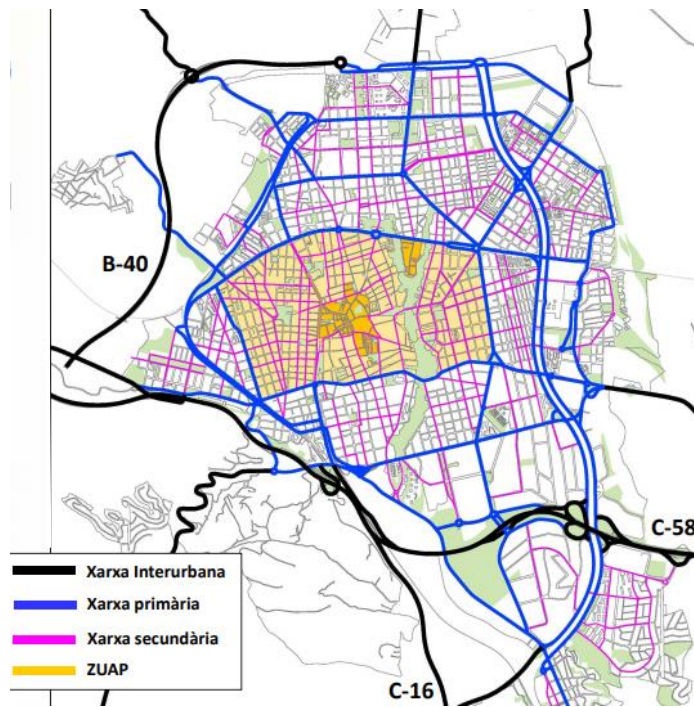 B-40
C-58
Xarxa Interurbana
Xarxa primària
Xarxa secundària
ZUAP
C-16